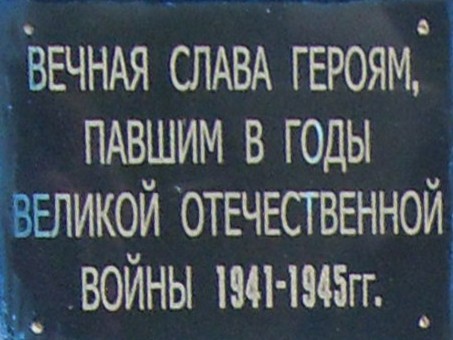 ВЕЧНАЯ СЛАВА ГЕРОЯМ,
ПАВШИМ В ГОДЫ
ВЕЛИКОЙ ОТЕЧЕСТВЕННОЙ
ВОЙНЫ 1941-1945гг.